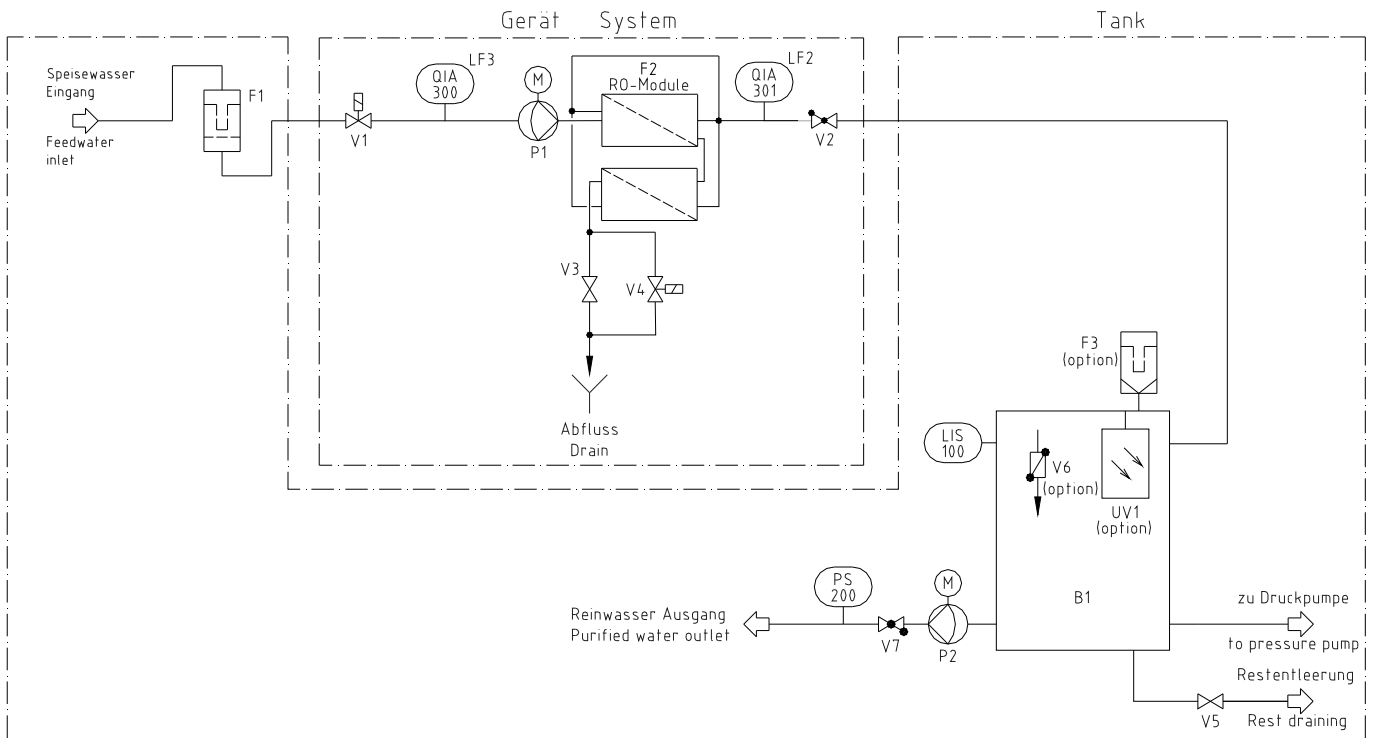 Gerät System
Tank
Speisewasser
Eingang
Feedwater
inlet
F1
V1
QIA
300
LF3
M
P1
F2
RO-Module
QIA
301
LF2
V2
V3
V4
Abfluss
Drain
F3
(option)
LIS
100
V6
(option)
UV1
(option)
B1
PS
200
M
Reinwasser Ausgang
Purified water outlet
V7
P2
zu Druckpumpe
to pressure pump
Restentleerung
V5
Rest draining